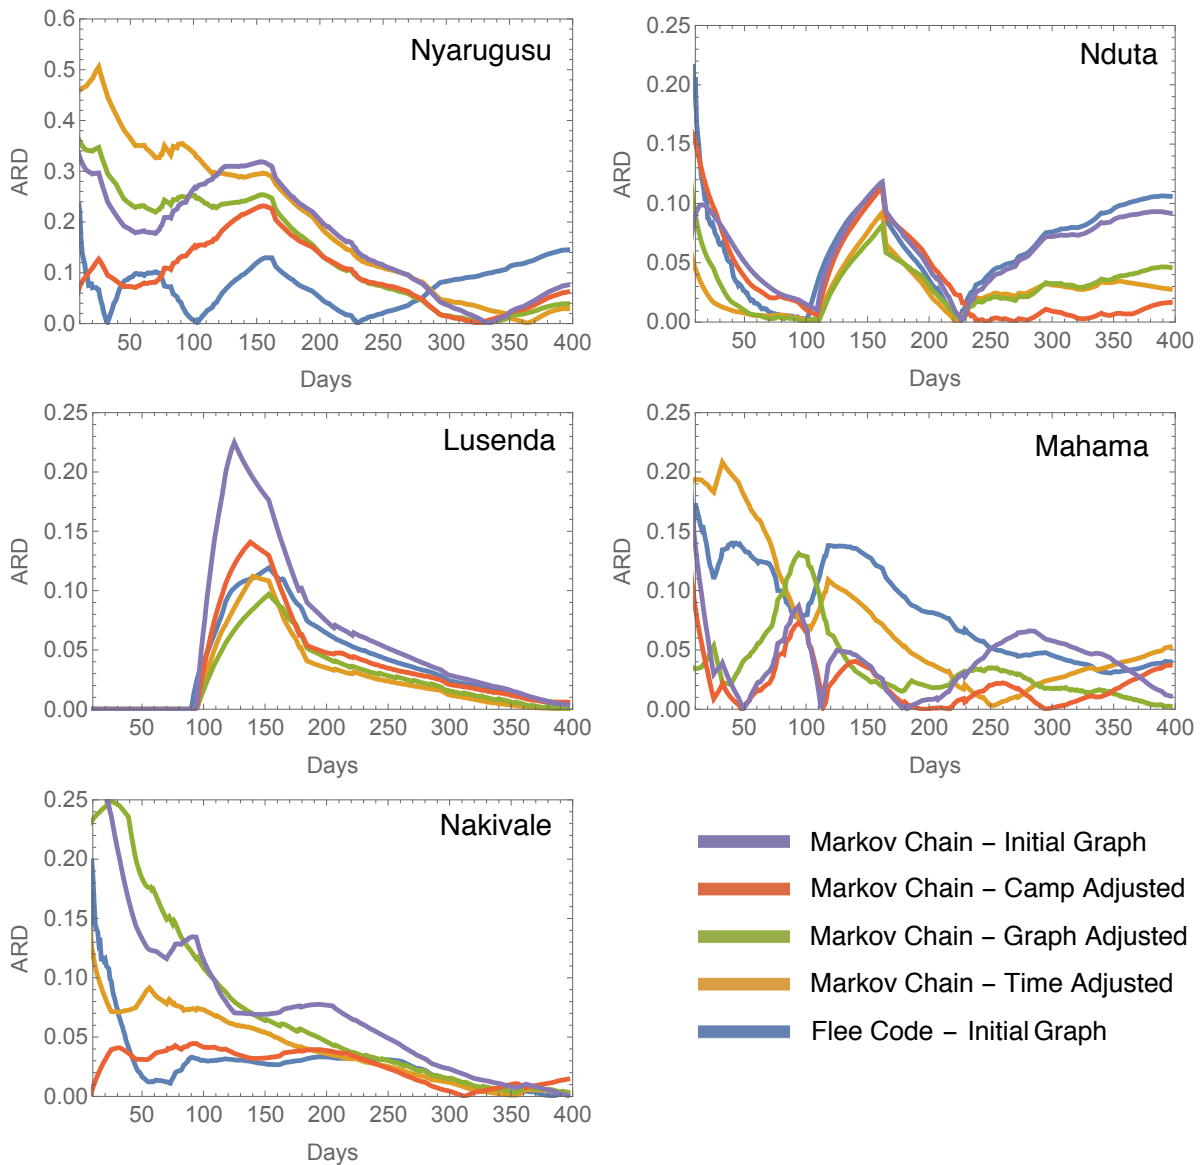 Nyarugusu
0.6
0.5
0.4
0.3
0.2
0.1
0.0
ARD
50 100 150 200 250 300 350 400
Days
Nduta
0.25
0.20
0.15
0.10
0.05
0.00
ARD
50 100 150 200 250 300 350 400
Days
Lusenda
0.25
0.20
0.15
0.10
0.05
0.00
ARD
50 100 150 200 250 300 350 400
Days
Mahama
0.25
0.20
0.15
0.10
0.05
0.00
ARD
50 100 150 200 250 300 350 400
Days
Nakivale
0.25
0.20
0.15
0.10
0.05
0.00
ARD
50 100 150 200 250 300 350 400
Days
Markov Chain – Initial Graph
Markov Chain – Camp Adjusted
Markov Chain – Graph Adjusted
Markov Chain – Time Adjusted
Flee Code – Initial Graph